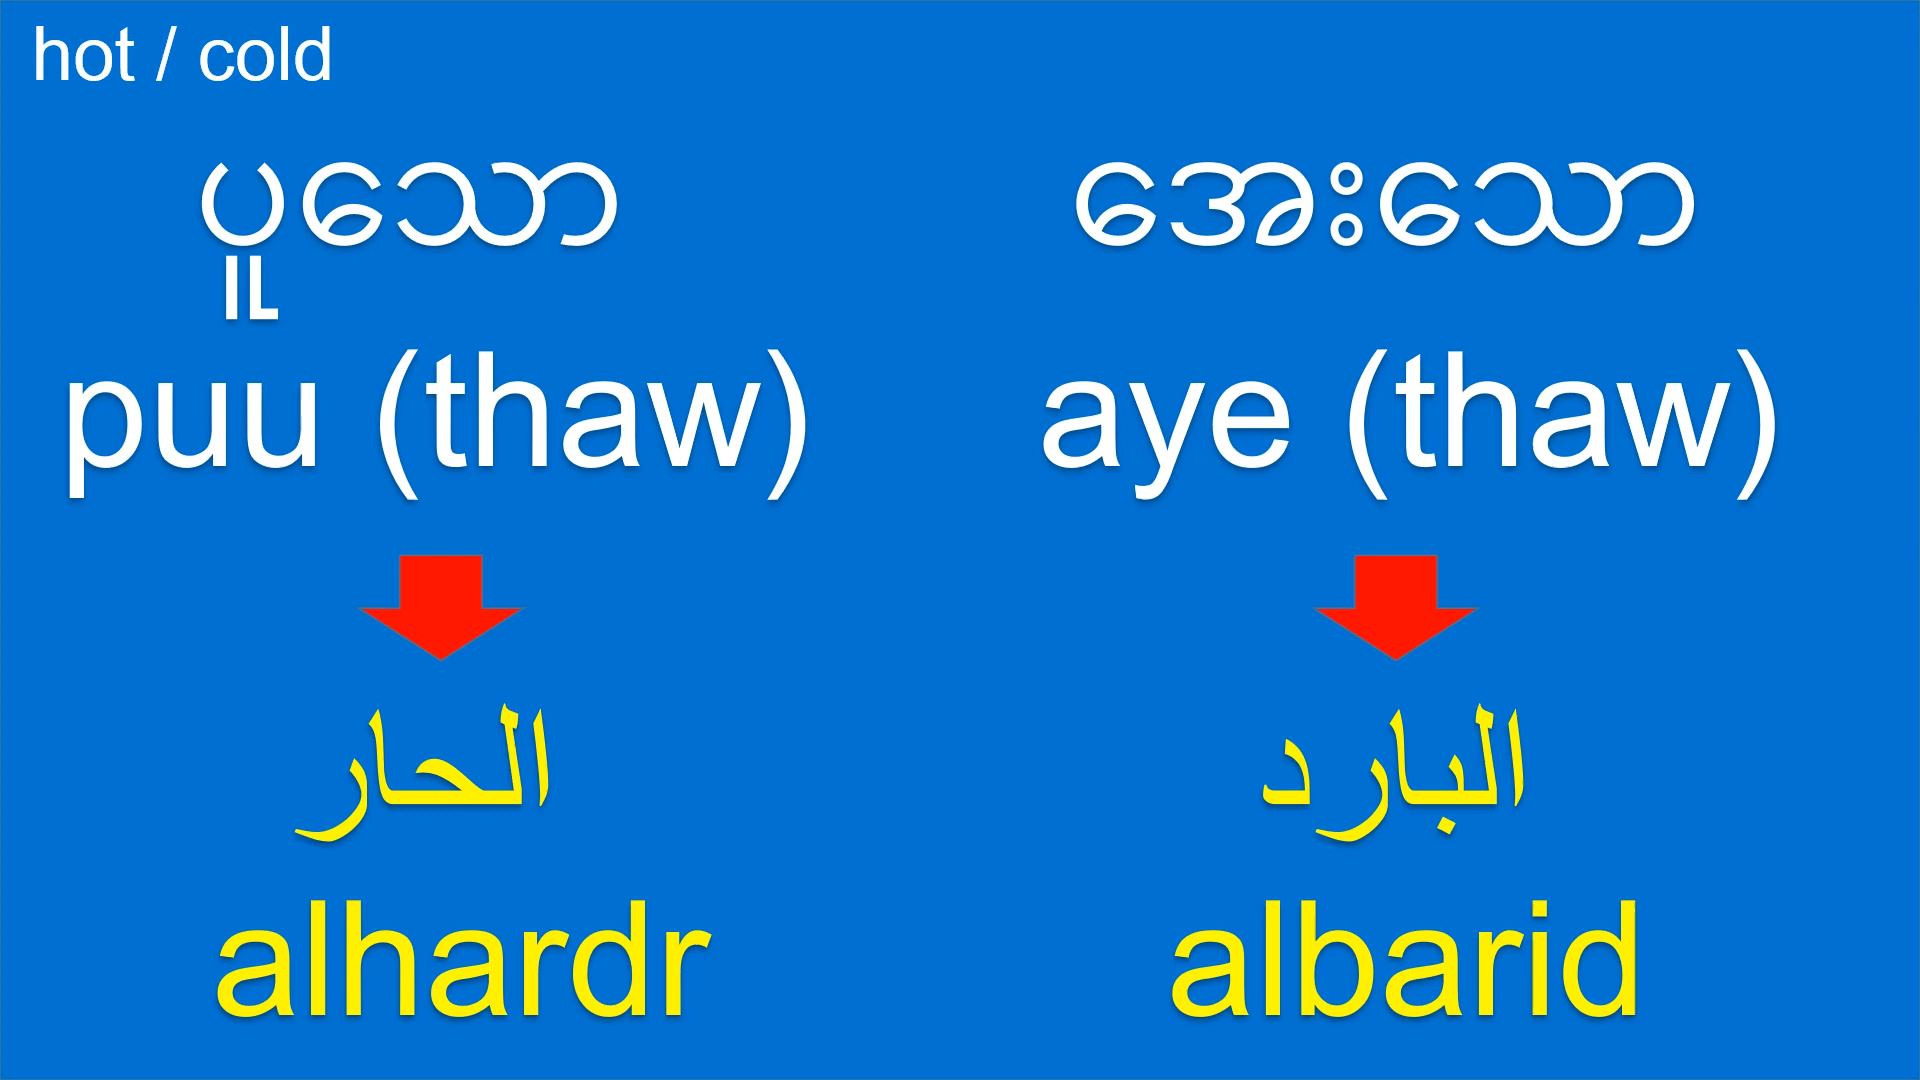 hot / cold
ပူသော
အေးသော
puu (thaw)
aye (thaw)
الحار
البارد
alhardr
albarid